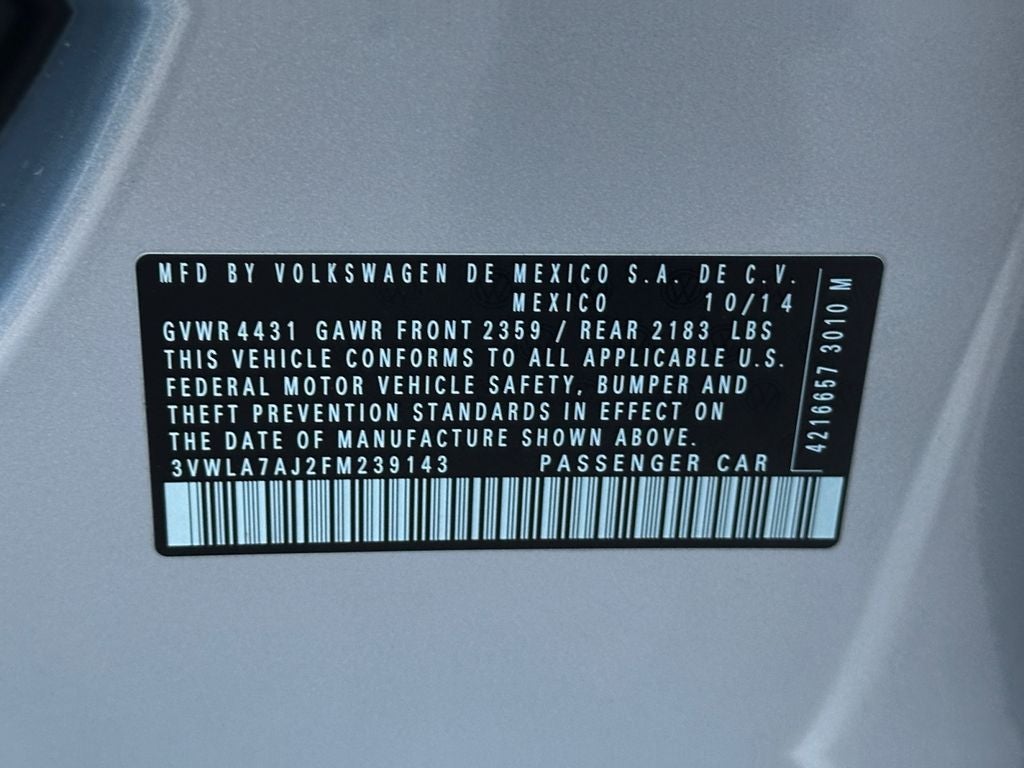 MFD BY VOLKSWAGEN DE MEXICO S.A. DE C.V.
MEXICO 10/14
GVWR 4431 GAWR FRONT 2359 / REAR 2183 LBS
THIS VEHICLE CONFORMS TO ALL APPLICABLE U.S.
FEDERAL MOTOR VEHICLE SAFETY, BUMPER AND
THEFT PREVENTION STANDARDS IN EFFECT ON
THE DATE OF MANUFACTURE SHOWN ABOVE.
3VWLA7AJ2FM239143 PASSENGER CAR
4216657 3010 M